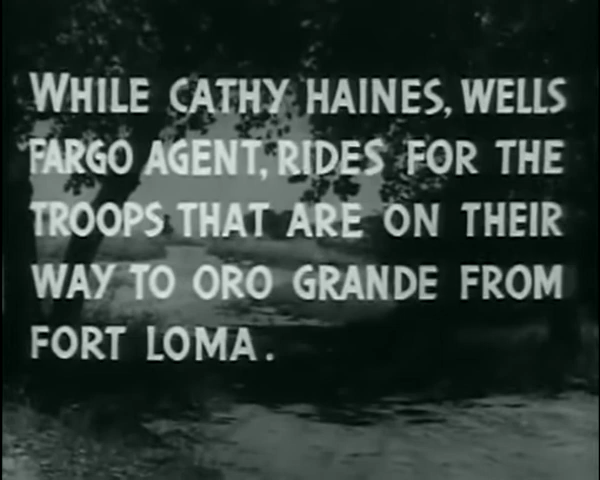 WHILE CATHY HAINES, WELLS
FARGO AGENT, RIDES FOR THE
TROOPS THAT ARE ON THEIR
WAY TO ORO GRANDE FROM
FORT LOMA.